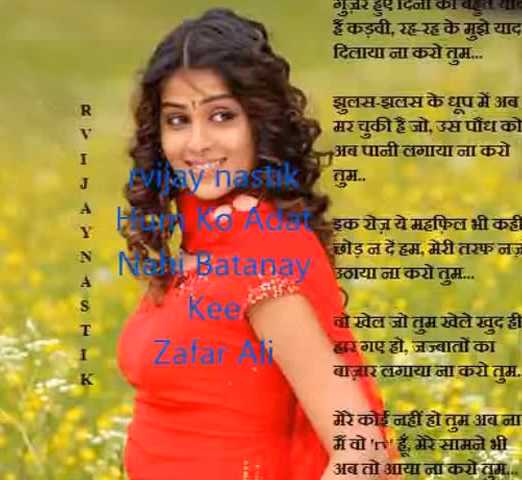 गुज़रे हुए दिनों की बहुत यादें
हैं कड़वी, रह-रह के मुझे याद
दिलाया ना करो तुम...
झुलस-झुलस के धूप में अब
मर चुकी है जो, उस पौंध को
अब पानी लगाया ना करो
तुम..
इक रोज़ ये महफ़िल भी कहीं
छोड़ न दें हम, मेरी तरफ नज़
उठाया ना करो तुम...
वो खेल जो तुम खेले खुद ही
हार गए हो, जज्बातों का
बाज़ार लगाया ना करो तुम.
मेरे कोई नहीं हो तुम अब ना
मैं वो 'rv' हूँ, मेरे सामने भी
अब तो आया ना करो तुम...
RVIJAYNASTIK
rvijay nastik
Hum Ko Adat
Nahi Batanay
Kee
Zafar Ali